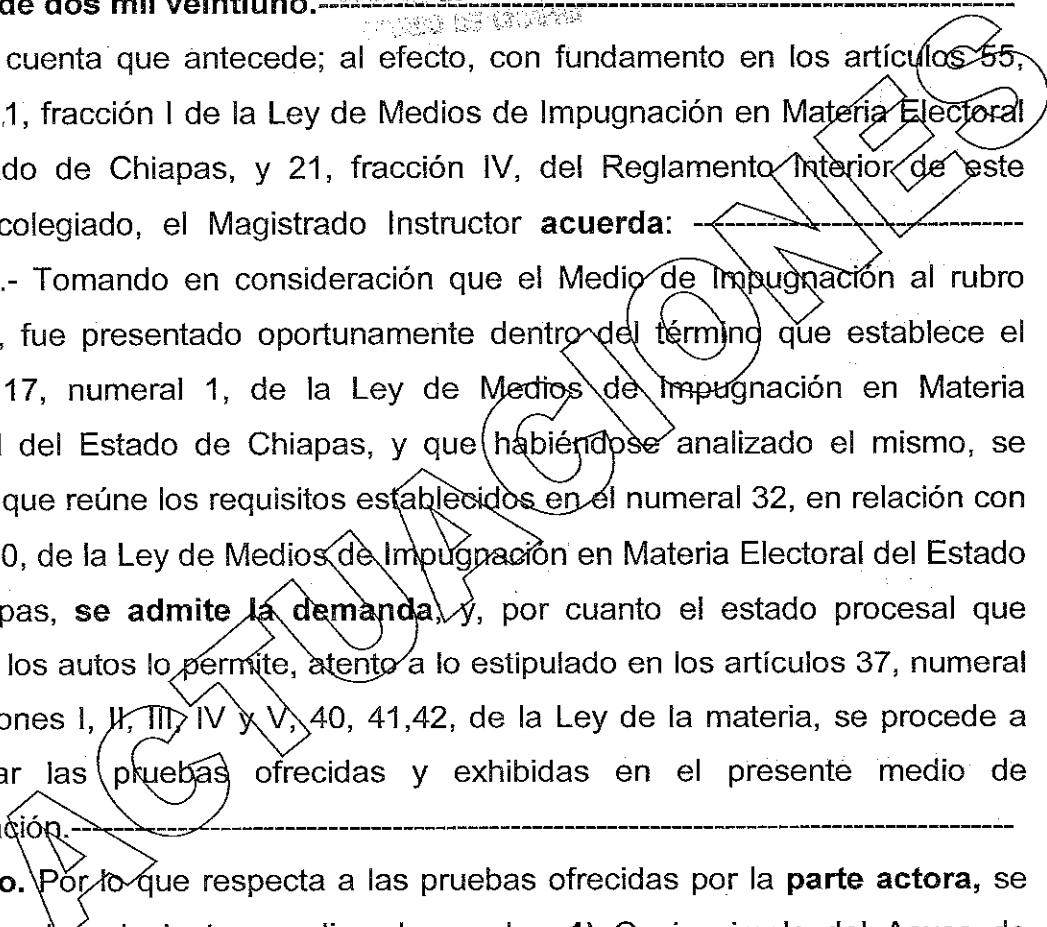 de dos mil veintiuno.------------------------------
cuenta que antecede; al efecto, con fundamento en los artículos 55,
1, fracción I de la Ley de Medios de Impugnación en Materia Electoral
do de Chiapas, y 21, fracción IV, del Reglamento Interior de este
colegiado, el Magistrado Instructor acuerda: ------------------------------
.- Tomando en consideración que el Medio de Impugnación al rubro
, fue presentado oportunamente dentro del término que establece el
17, numeral 1, de la Ley de Medios de Impugnación en Materia
l del Estado de Chiapas, y que habiéndose analizado el mismo, se
que reúne los requisitos establecidos en el numeral 32, en relación con
0, de la Ley de Medios de Impugnación en Materia Electoral del Estado
pas, se admite la demanda, y, por cuanto el estado procesal que
los autos lo permite, atento a lo estipulado en los artículos 37, numeral
ones I, II, III, IV y V, 40, 41,42, de la Ley de la materia, se procede a
ar las pruebas ofrecidas y exhibidas en el presente medio de
ación.------------------------------
o. Por lo que respecta a las pruebas ofrecidas por la parte actora, se
ACTUACIONES